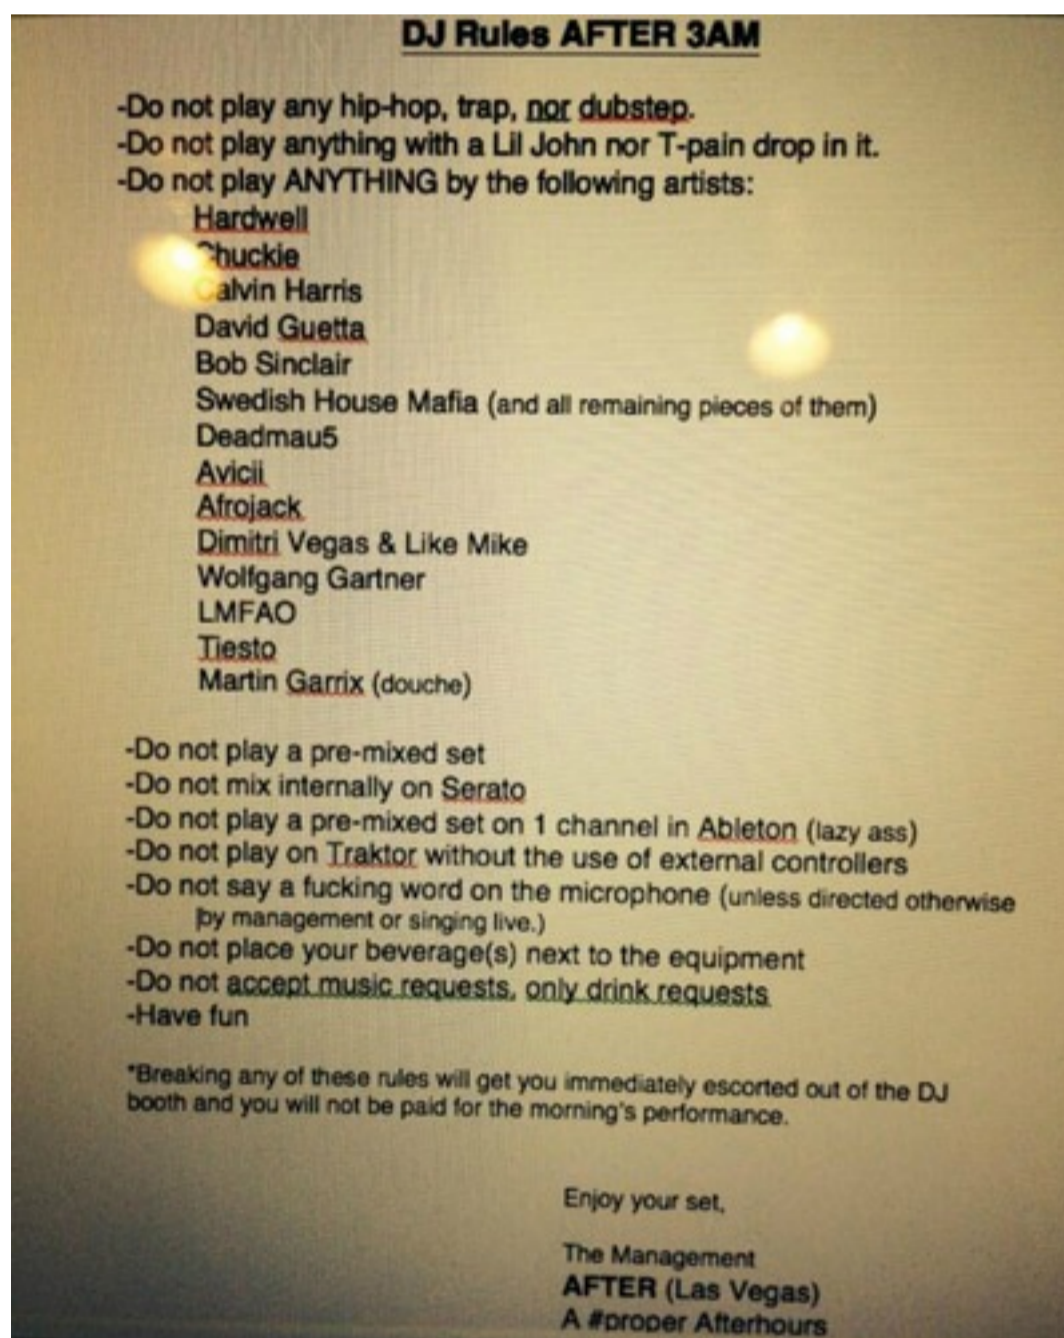 DJ Rules AFTER 3AM
-Do not play any hip-hop, trap, nor dubstep.
-Do not play anything with a Lil John nor T-pain drop in it.
-Do not play ANYTHING by the following artists:
Hardwell
Chuckie
Calvin Harris
David Guetta
Bob Sinclair
Swedish House Mafia (and all remaining pieces of them)
Deadmau5
Avicii
Afrojack
Dimitri Vegas & Like Mike
Wolfgang Gartner
LMFAO
Tiesto
Martin Garrix (douche)
-Do not play a pre-mixed set
-Do not mix internally on Serato
-Do not play a pre-mixed set on 1 channel in Ableton (lazy ass)
-Do not play on Traktor without the use of external controllers
-Do not say a fucking word on the microphone (unless directed otherwise
by management or singing live.)
-Do not place your beverage(s) next to the equipment
-Do not accept music requests, only drink requests
-Have fun
*Breaking any of these rules will get you immediately escorted out of the DJ
booth and you will not be paid for the morning's performance.
Enjoy your set,
The Management
AFTER (Las Vegas)
A #proper Afterhours